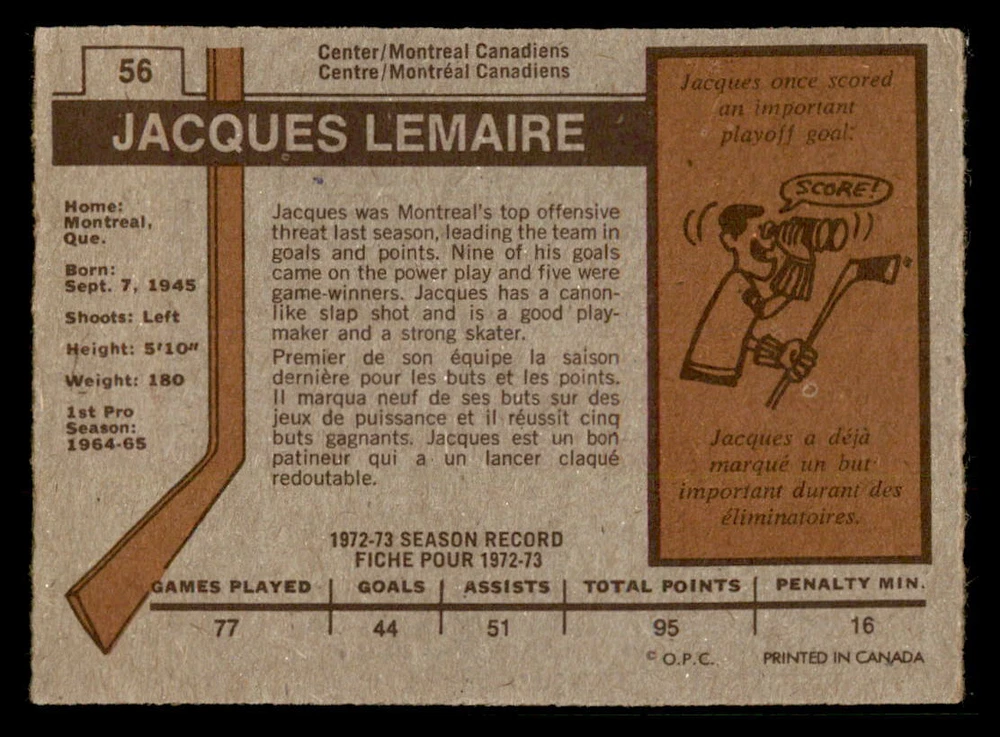 56
Center/Montreal Canadiens
Centre/Montréal Canadiens
JACQUES LEMAIRE
Home:
Montreal,
Que.
Born:
Sept. 7, 1945
Shoots: Left
Height: 5'10"
Weight: 180
1st Pro
Season:
1964-65
Jacques was Montreal's top offensive
threat last season, leading the team in
goals and points. Nine of his goals
came on the power play and five were
game-winners. Jacques has a canon-
like slap shot and is a good play-
maker and a strong skater.
Premier de son équipe la saison
dernière pour les buts et les points.
Il marqua neuf de ses buts sur des
jeux de puissance et il réussit cinq
buts gagnants. Jacques est un bon
patineur qui a un lancer claqué
redoutable.
Jacques once scored
an important
playoff goal.
SCORE!
Jacques a déjà
marqué un but
important durant des
éliminatoires.
1972-73 SEASON RECORD
FICHE POUR 1972-73
GAMES PLAYED GOALS ASSISTS TOTAL POINTS PENALTY MIN.
77 44 51 95 16
© O.P.C. PRINTED IN CANADA